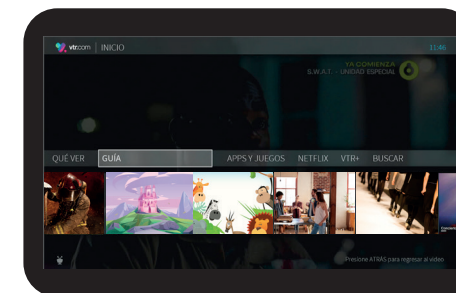 vtr.com | INICIO
11:46
YA COMIENZA
S.W.A.T. - UNIDAD ESPECIAL
QUÉ VER GUÍA APPS Y JUEGOS NETFLIX VTR+ BUSCAR
Presione ATRÁS para regresar al video